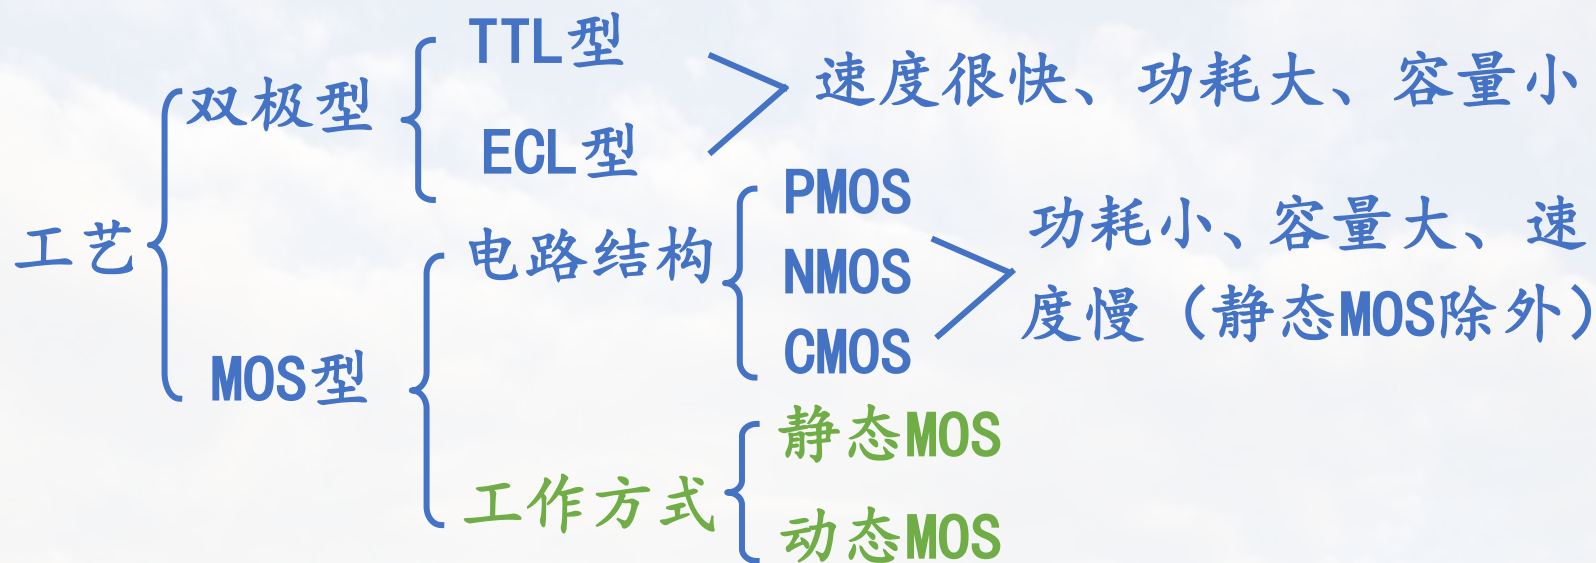 工艺
双极型
TTL型
ECL型
速度很快、功耗大、容量小
MOS型
电路结构
PMOS
NMOS
CMOS
功耗小、容量大、速
度慢（静态MOS除外）
工作方式
静态MOS
动态MOS